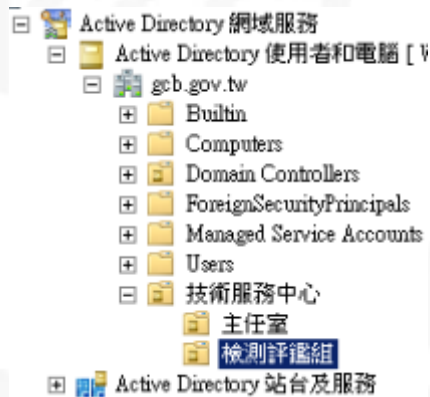 Active Directory 網域服務
Active Directory 使用者和電腦 [ W
gcb.gov.tw
Builtin
Computers
Domain Controllers
ForeignSecurityPrincipals
Managed Service Accounts
Users
技術服務中心
主任室
檢測評鑑組
Active Directory 站台及服務